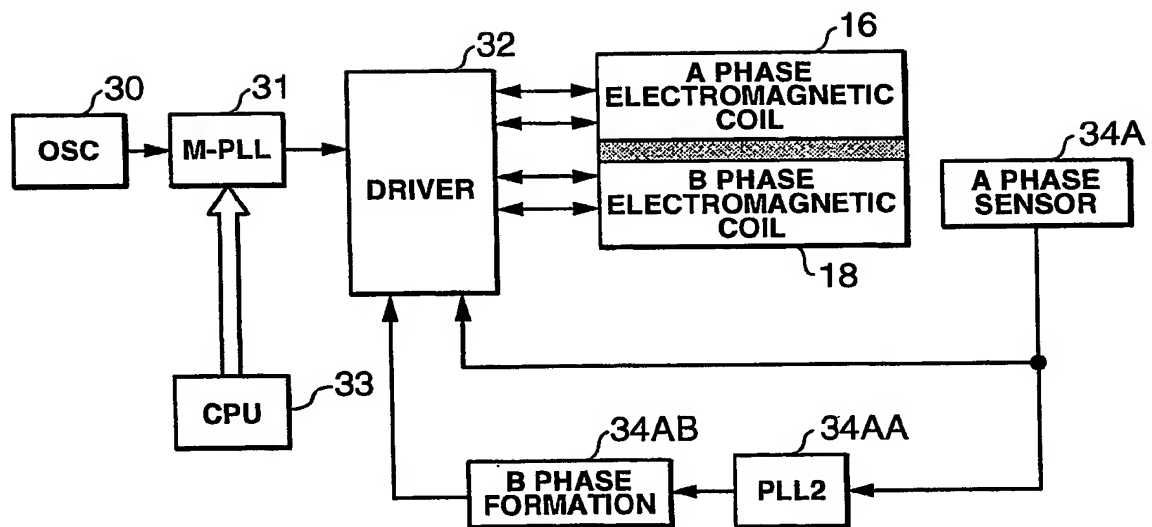 32
16
30
31
A PHASE
ELECTROMAGNETIC
COIL
34A
OSC
M-PLL
DRIVER
B PHASE
ELECTROMAGNETIC
COIL
A PHASE
SENSOR
18
CPU
33
34AB
34AA
B PHASE
FORMATION
PLL2